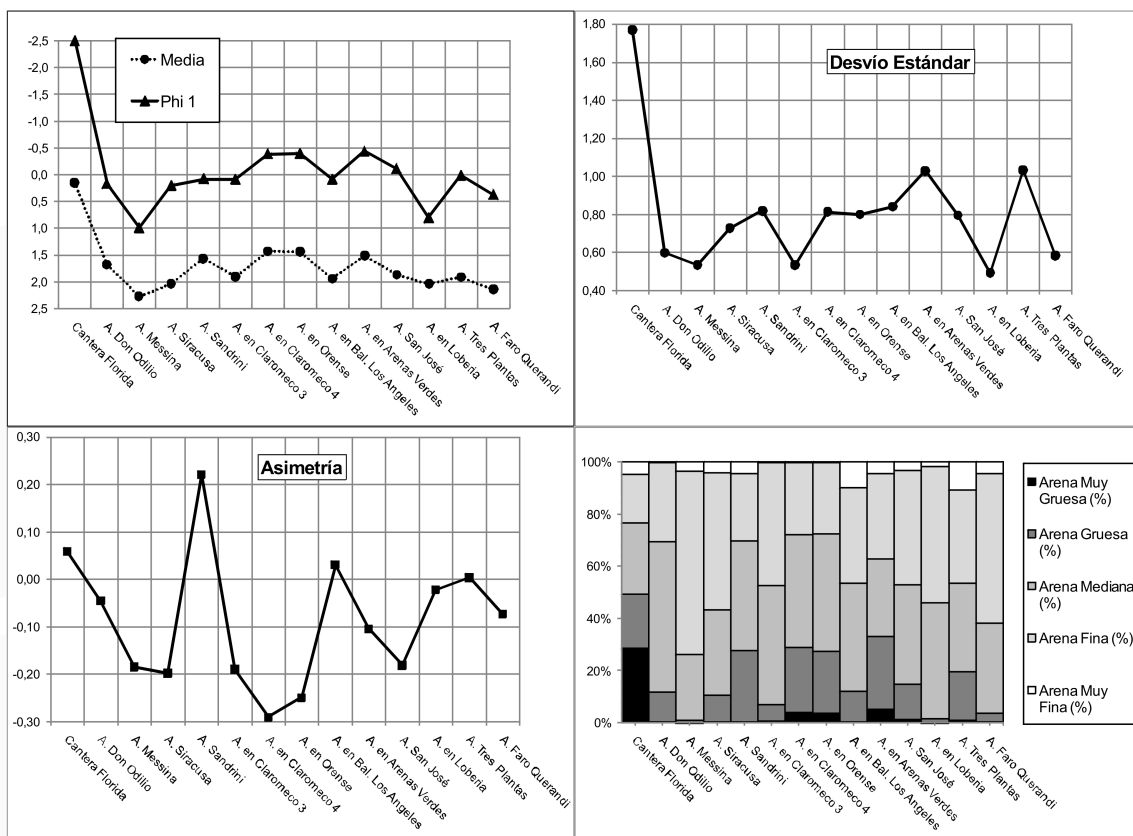 -2,5
-2,0
-1,5
-1,0
-0,5
0,0
0,5
1,0
1,5
2,0
2,5
Media
Phi 1
Cantera Florida
A. Don Odilio
A. Messina
A. Siracusa
A. Sandrini
A. en Claromeco 3
A. en Claromeco 4
A. en Orense
A. en Bal. Los Angeles
A. en Arenas Verdes
A. San José
A. en Loberia
A. Tres Plantas
A. Faro Querandi
1,80
1,60
1,40
1,20
1,00
0,80
0,60
0,40
Desvío Estándar
Cantera Florida
A. Don Odilio
A. Messina
A. Siracusa
A. Sandrini
A. en Claromeco 3
A. en Claromeco 4
A. en Orense
A. en Bal. Los Angeles
A. en Arenas Verdes
A. San José
A. en Loberia
A. Tres Plantas
A. Faro Querandi
0,30
0,20
0,10
0,00
-0,10
-0,20
-0,30
Asimetría
Cantera Florida
A. Don Odilio
A. Messina
A. Siracusa
A. Sandrini
A. en Claromeco 3
A. en Claromeco 4
A. en Orense
A. en Bal. Los Angeles
A. en Arenas Verdes
A. San José
A. en Loberia
A. Tres Plantas
A. Faro Querandi
100%
80%
60%
40%
20%
0%
Cantera Florida
A. Don Odilio
A. Messina
A. Siracusa
A. Sandrini
A. en Claromeco 3
A. en Claromeco 4
A. en Orense
A. en Bal. Los Angeles
A. en Arenas Verdes
A. San José
A. en Loberia
A. Tres Plantas
A. Faro Querandi
Arena Muy
Gruesa (%)
Arena Gruesa
(%)
Arena Mediana
(%)
Arena Fina (%)
Arena Muy
Fina (%)